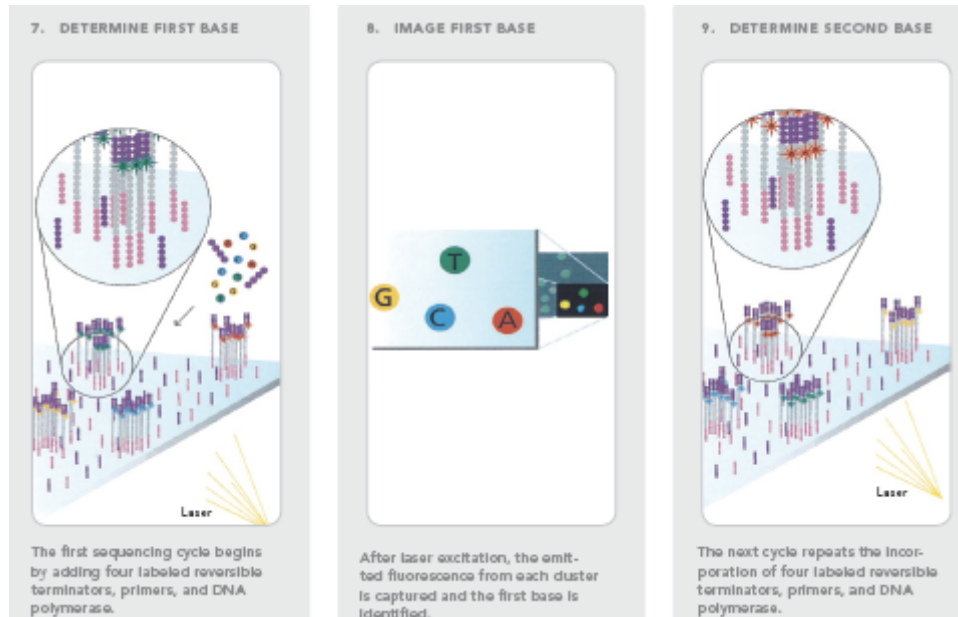 7. DETERMINE FIRST BASE
Laser
The first sequencing cycle begins
by adding four labeled reversible
terminators, primers, and DNA
polymerase.
8. IMAGE FIRST BASE
T
G
C
A
After laser excitation, the emit-
ted fluorescence from each cluster
is captured and the first base is
identified.
9. DETERMINE SECOND BASE
Laser
The next cycle repeats the incor-
poration of four labeled reversible
terminators, primers, and DNA
polymerase.